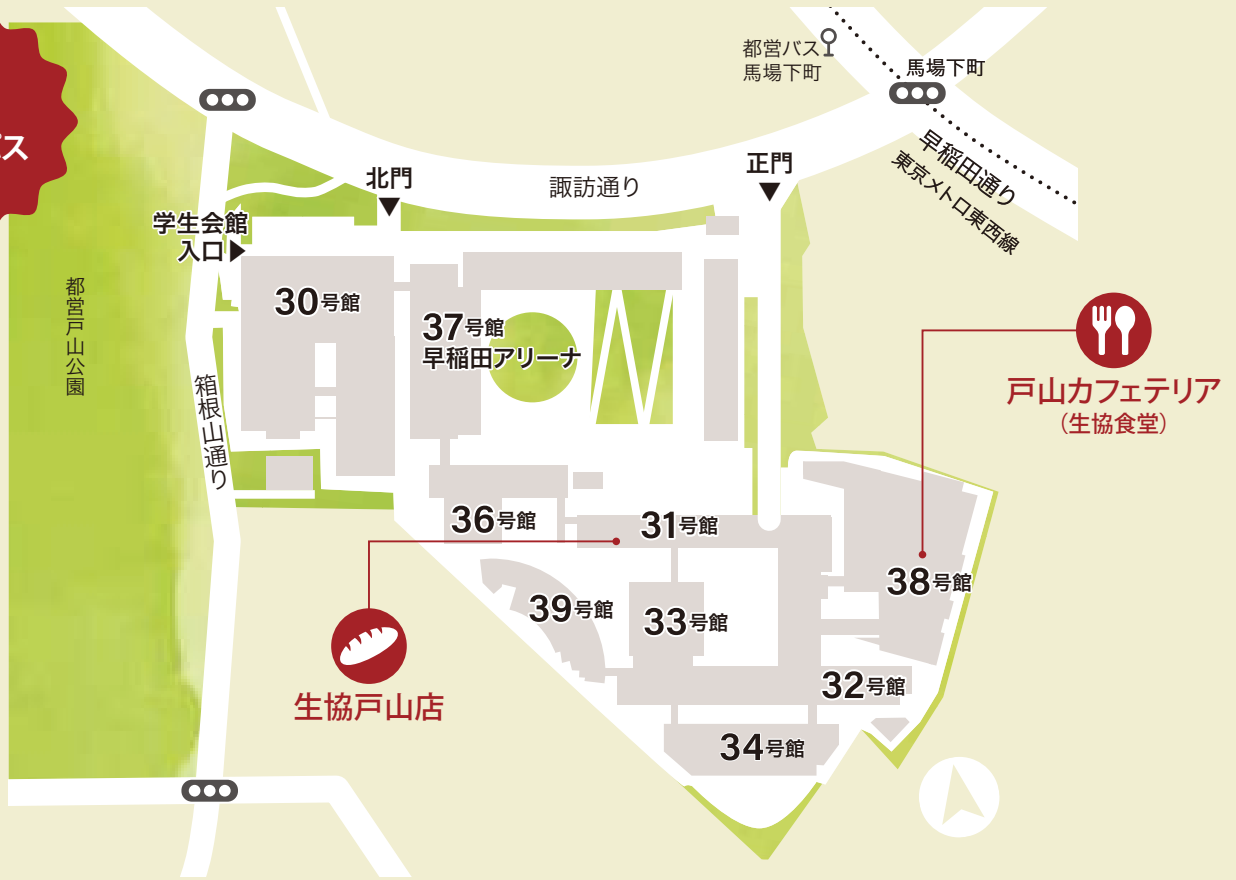 パス
都営バス
馬場下町
馬場下町
早稲田通り
東京メトロ東西線
北門
諏訪通り
正門
学生会館
入口
都営戸山公園
箱根山通り
30号館
37号館
早稲田アリーナ
戸山カフェテリア
（生協食堂）
36号館
31号館
38号館
39号館
33号館
32号館
34号館
生協戸山店